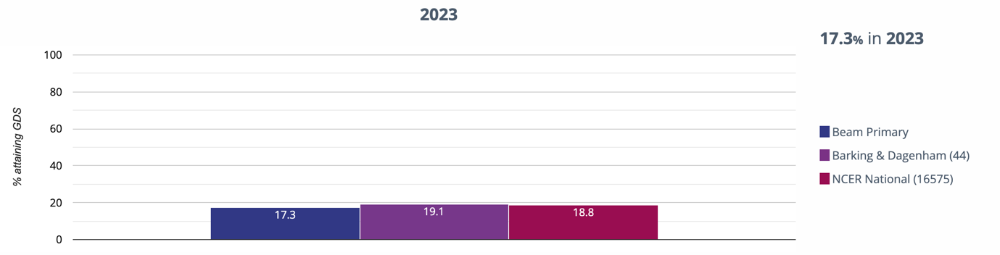 2023
17.3% in 2023
100
80
60
40
20
0
% attaining GDS
17.3
19.1
18.8
Beam Primary
Barking & Dagenham (44)
NCER National (16575)